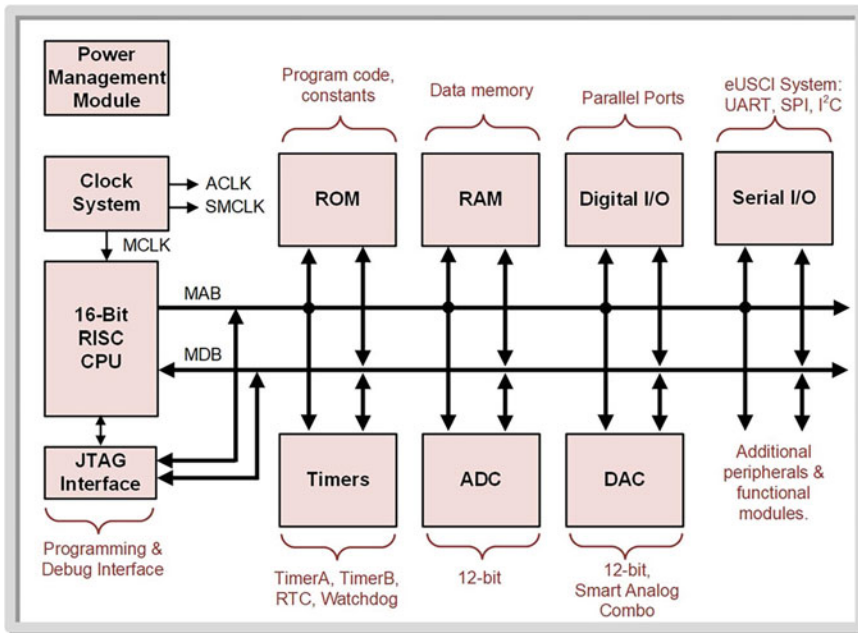 Power
Management
Module
Program code,
constants
Data memory
Parallel Ports
eUSCI System:
UART, SPI, I²C
Clock
System
ACLK
SMCLK
MCLK
ROM
RAM
Digital I/O
Serial I/O
16-Bit
RISC
CPU
MAB
MDB
JTAG
Interface
Programming &
Debug Interface
Timers
ADC
DAC
Additional
peripherals &
functional
modules.
TimerA, TimerB,
RTC, Watchdog
12-bit
12-bit,
Smart Analog
Combo